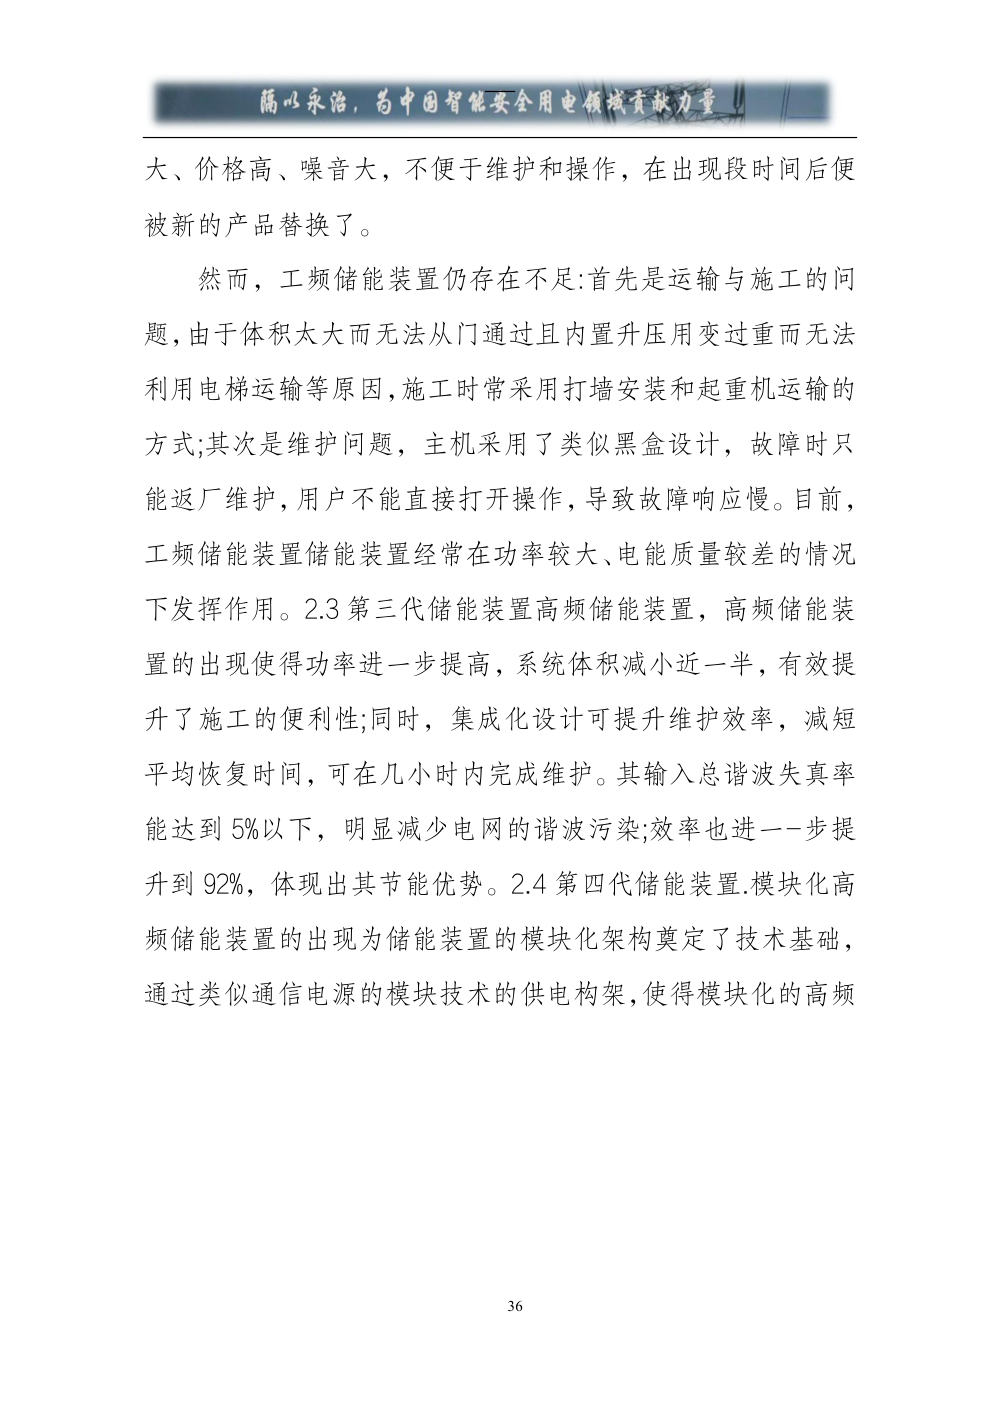 隔以永治，为中国智能安全用电领域贡献力量
大、价格高、噪音大，不便于维护和操作，在出现段时间后便
被新的产品替换了。
然而，工频储能装置仍存在不足:首先是运输与施工的问
题,由于体积太大而无法从门通过且内置升压用变过重而无法
利用电梯运输等原因,施工时常采用打墙安装和起重机运输的
方式;其次是维护问题，主机采用了类似黑盒设计，故障时只
能返厂维护,用户不能直接打开操作,导致故障响应慢。目前,
工频储能装置储能装置经常在功率较大、电能质量较差的情况
下发挥作用。2.3 第三代储能装置高频储能装置，高频储能装
置的出现使得功率进一步提高，系统体积减小近一半，有效提
升了施工的便利性;同时，集成化设计可提升维护效率，减短
平均恢复时间，可在几小时内完成维护。其输入总谐波失真率
能达到 5%以下，明显减少电网的谐波污染;效率也进一-步提
升到 92%，体现出其节能优势。2.4 第四代储能装置.模块化高
频储能装置的出现为储能装置的模块化架构奠定了技术基础,
通过类似通信电源的模块技术的供电构架,使得模块化的高频
36